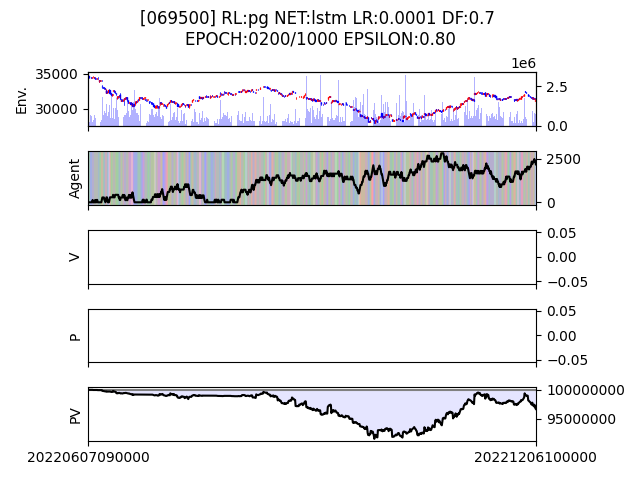 [069500] RL:pg NET:lstm LR:0.0001 DF:0.7
EPOCH:0200/1000 EPSILON:0.80
1e6
35000
30000
Env.
2.5
0.0
Agent
2500
0
V
0.05
0.00
−0.05
P
0.05
0.00
−0.05
PV
100000000
95000000
20220607090000
20221206100000